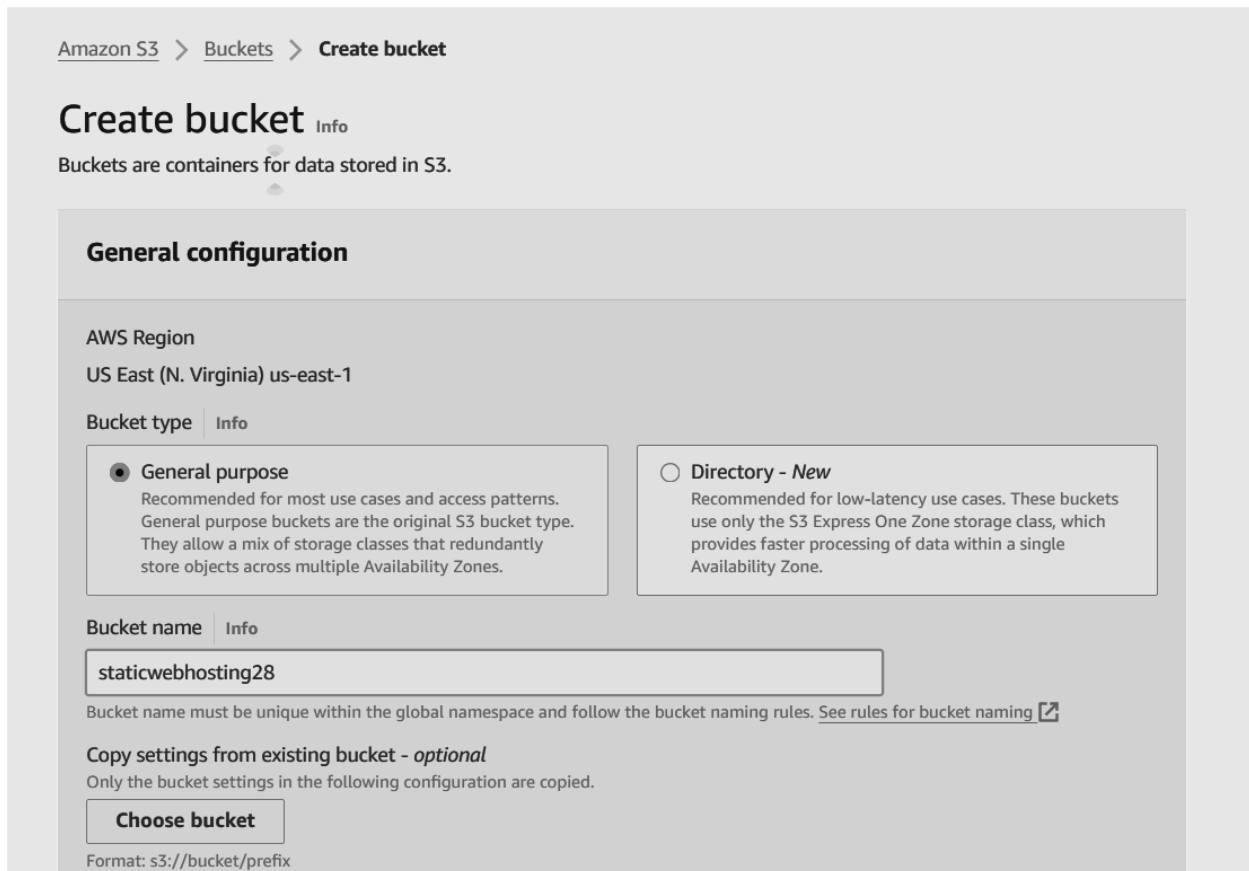 Amazon S3 > Buckets > Create bucket
Create bucket Info
Buckets are containers for data stored in S3.
General configuration
AWS Region
US East (N. Virginia) us-east-1
Bucket type Info
General purpose
Recommended for most use cases and access patterns.
General purpose buckets are the original S3 bucket type.
They allow a mix of storage classes that redundantly
store objects across multiple Availability Zones.
Directory - New
Recommended for low-latency use cases. These buckets
use only the S3 Express One Zone storage class, which
provides faster processing of data within a single
Availability Zone.
Bucket name Info
staticwebhosting28
Bucket name must be unique within the global namespace and follow the bucket naming rules. See rules for bucket naming
Copy settings from existing bucket - optional
Only the bucket settings in the following configuration are copied.
Choose bucket
Format: s3://bucket/prefix